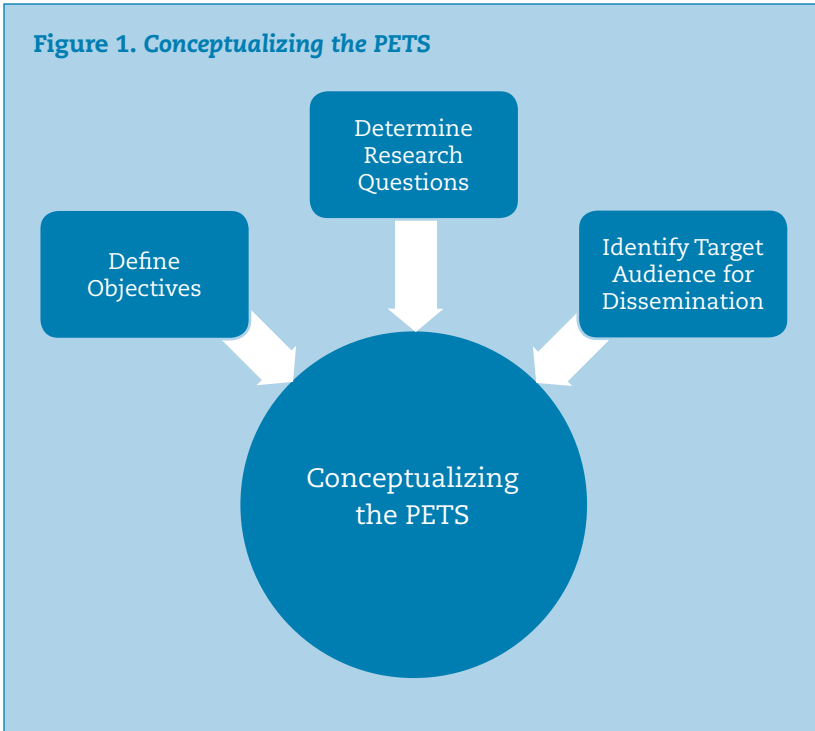 Figure 1. Conceptualizing the PETS
Determine
Research
Questions
Define
Objectives
Identify Target
Audience for
Dissemination
Conceptualizing
the PETS